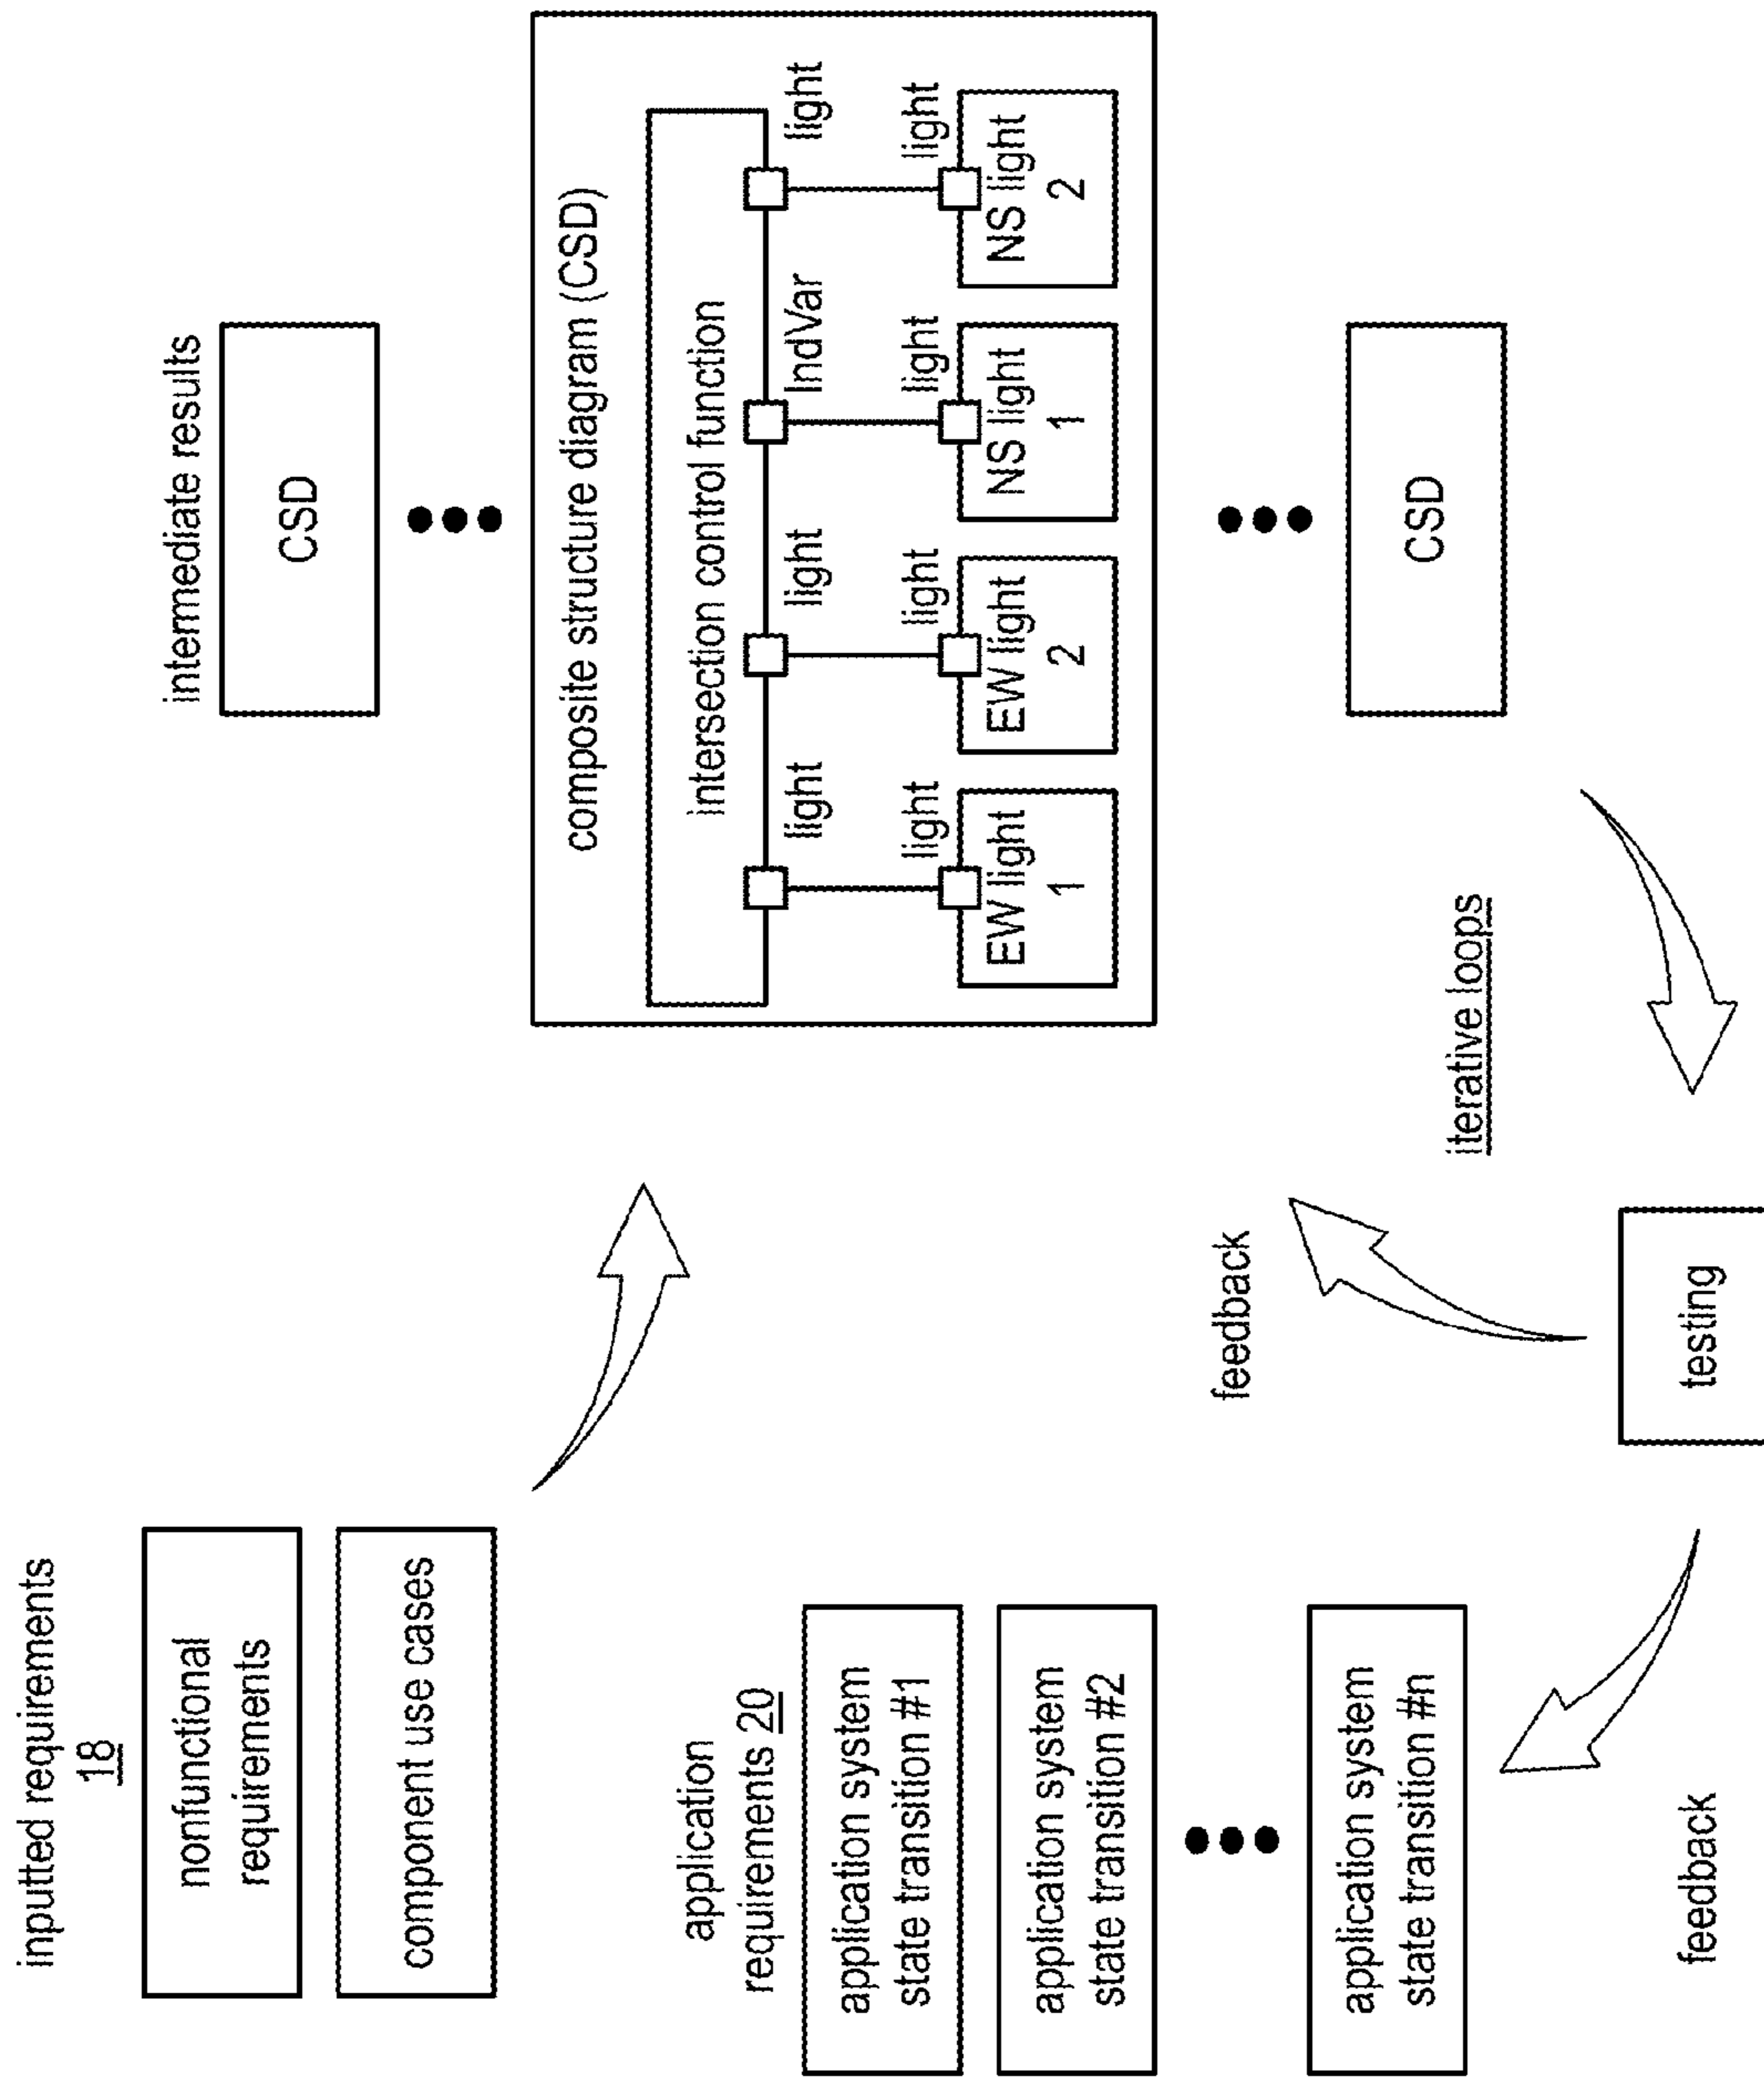 inputted requirements
18
nonfunctional
requirements
component use cases
application
requirements 20
application system
state transition #1
application system
state transition #2
application system
state transition #n
feedback
testing
feedback
iterative loops
intermediate results
CSD
composite structure diagram (CSD)
intersection control function
light
light
IndVar
light
light
light
light
light
EW light
1
EW light
2
NS light
1
NS light
2
CSD